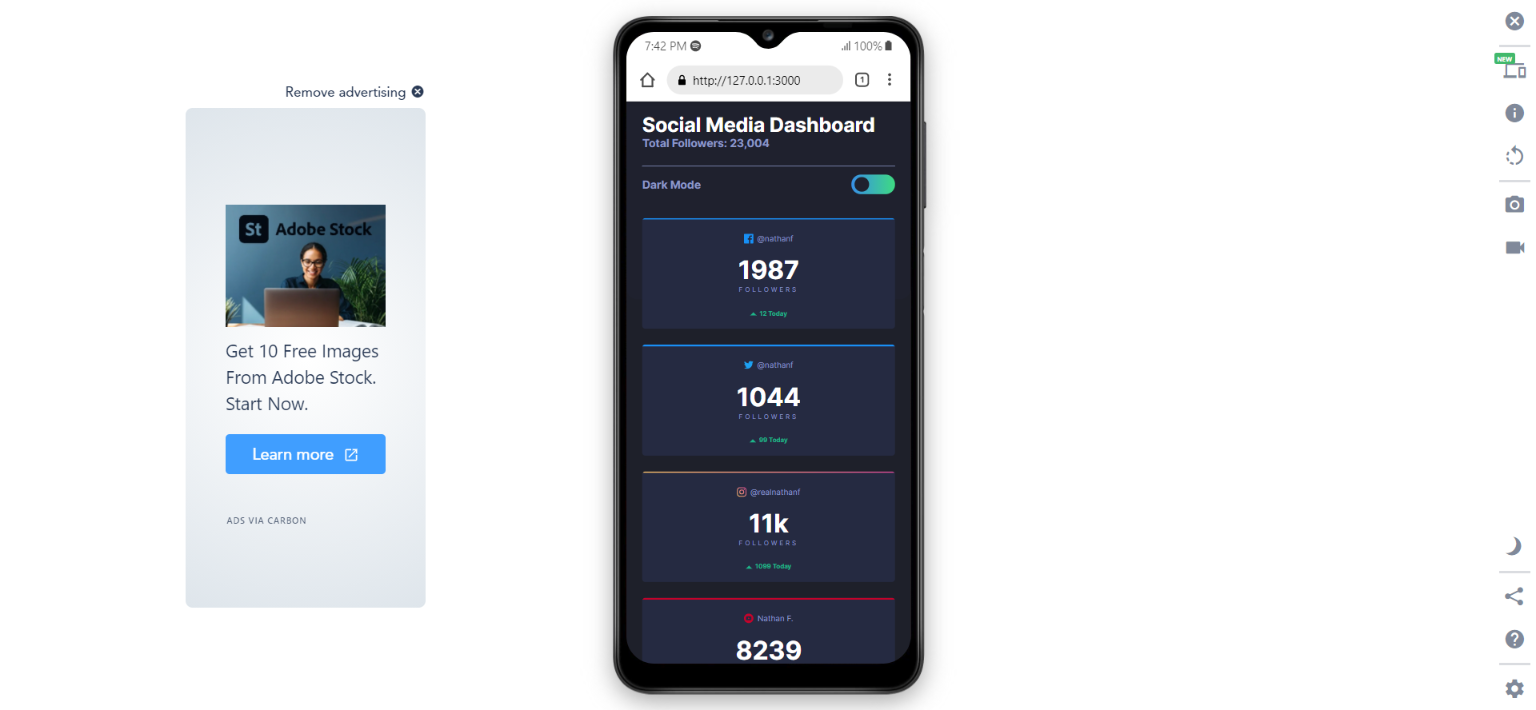 Remove advertising
St Adobe Stock
Get 10 Free Images
From Adobe Stock.
Start Now.
Learn more
ADS VIA CARBON
7:42 PM
100%
http://127.0.0.1:3000
1
Social Media Dashboard
Total Followers: 23,004
Dark Mode
@nathanf
1987
FOLLOWERS
12 Today
@nathanf
1044
FOLLOWERS
99 Today
@realnathanf
11k
FOLLOWERS
1099 Today
Nathan F.
8239
NEW